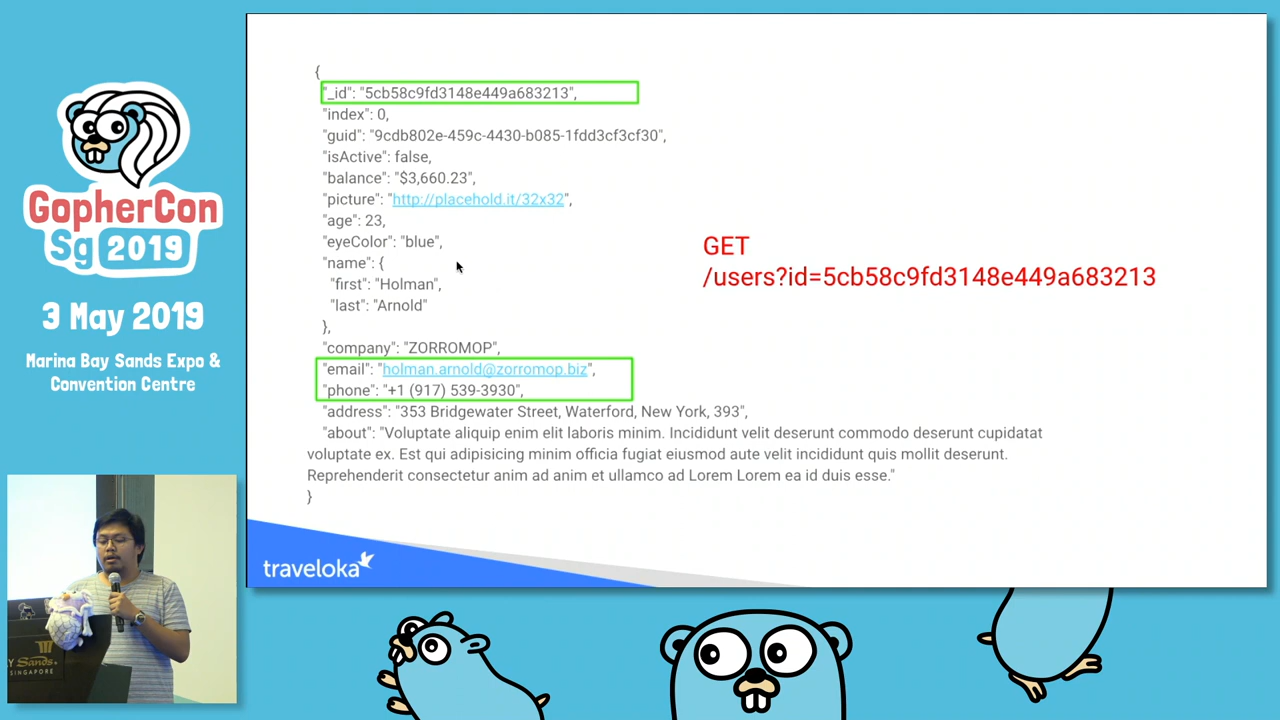 GopherCon
Sg 2019
3 May 2019
Marina Bay Sands Expo &
Convention Centre
{
"_id": "5cb58c9fd3148e449a683213",
"index": 0,
"guid": "9cdb802e-459c-4430-b085-1fdd3cf3cf30",
"isActive": false,
"balance": "$3,660.23",
"picture": "http://placehold.it/32x32",
"age": 23,
"eyeColor": "blue",
"name": {
"first": "Holman",
"last": "Arnold"
},
"company": "ZORROMOP",
"email": "holman.arnold@zorromop.biz",
"phone": "+1 (917) 539-3930",
"address": "353 Bridgewater Street, Waterford, New York, 393",
"about": "Voluptate aliquip enim elit laboris minim. Incididunt velit deserunt commodo deserunt cupidatat
voluptate ex. Est qui adipisicing minim officia fugiat eiusmod aute velit incididunt quis mollit deserunt.
Reprehenderit consectetur anim ad anim et ullamco ad Lorem Lorem ea id duis esse."
}
GET
/users?id=5cb58c9fd3148e449a683213
traveloka
Sands
SINGAPORE